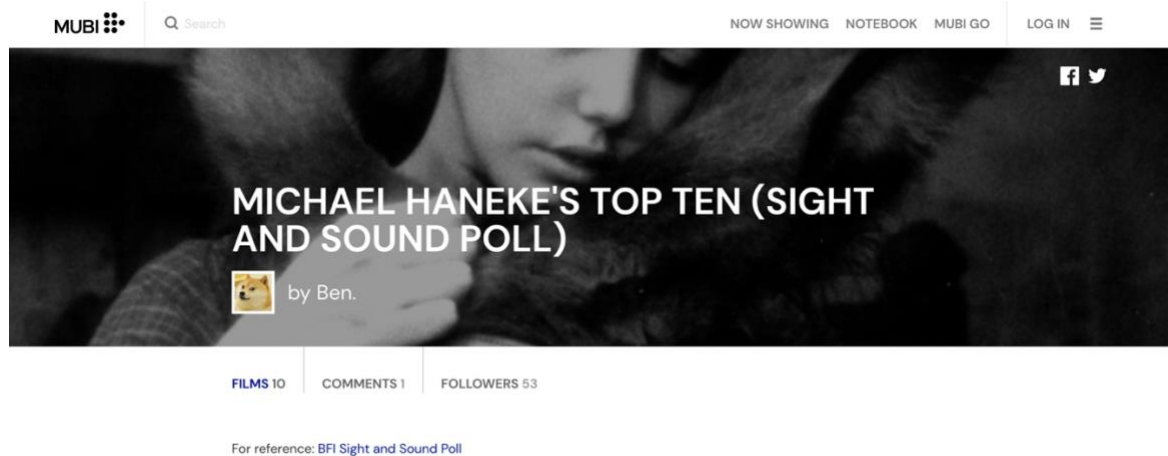 MUBI
Search
NOW SHOWING NOTEBOOK MUBI GO LOG IN
MICHAEL HANEKE'S TOP TEN (SIGHT
AND SOUND POLL)
by Ben.
FILMS 10 COMMENTS 1 FOLLOWERS 53
For reference: BFI Sight and Sound Poll